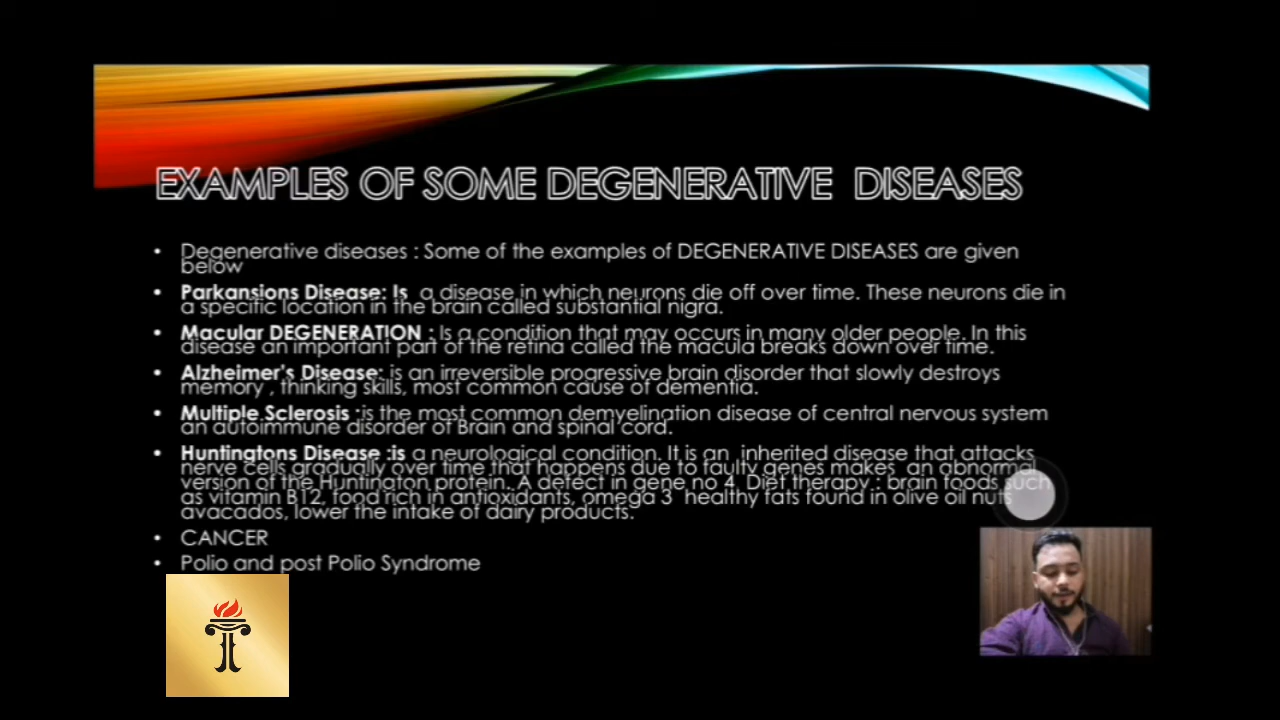 EXAMPLES OF SOME DEGENERATIVE DISEASES
• Degenerative diseases : Some of the examples of DEGENERATIVE DISEASES are given
below
• Parkansions Disease: Is a disease in which neurons die off over time. These neurons die in
a specific location in the brain called substantial nigra.
• Macular DEGENERATION : Is a condition that may occurs in many older people. In this
disease an important part of the retina called the macula breaks down over time.
• Alzheimer's Disease: is an irreversible progressive brain disorder that slowly destroys
memory , thinking skills, most common cause of dementia.
• Multiple Sclerosis :is the most common demyelination disease of central nervous system
an autoimmune disorder of Brain and spinal cord.
• Huntingtons Disease :is a neurological condition. It is an inherited disease that attacks
nerve cells gradually over time that happens due to faulty genes makes an abnormal
version of the Huntington protein. A defect in gene no 4. Diet therapy : brain foods such
as vitamin B12, food rich in antioxidants, omega 3 healthy fats found in olive oil nuts
avacados, lower the intake of dairy products.
• CANCER
• Polio and post Polio Syndrome